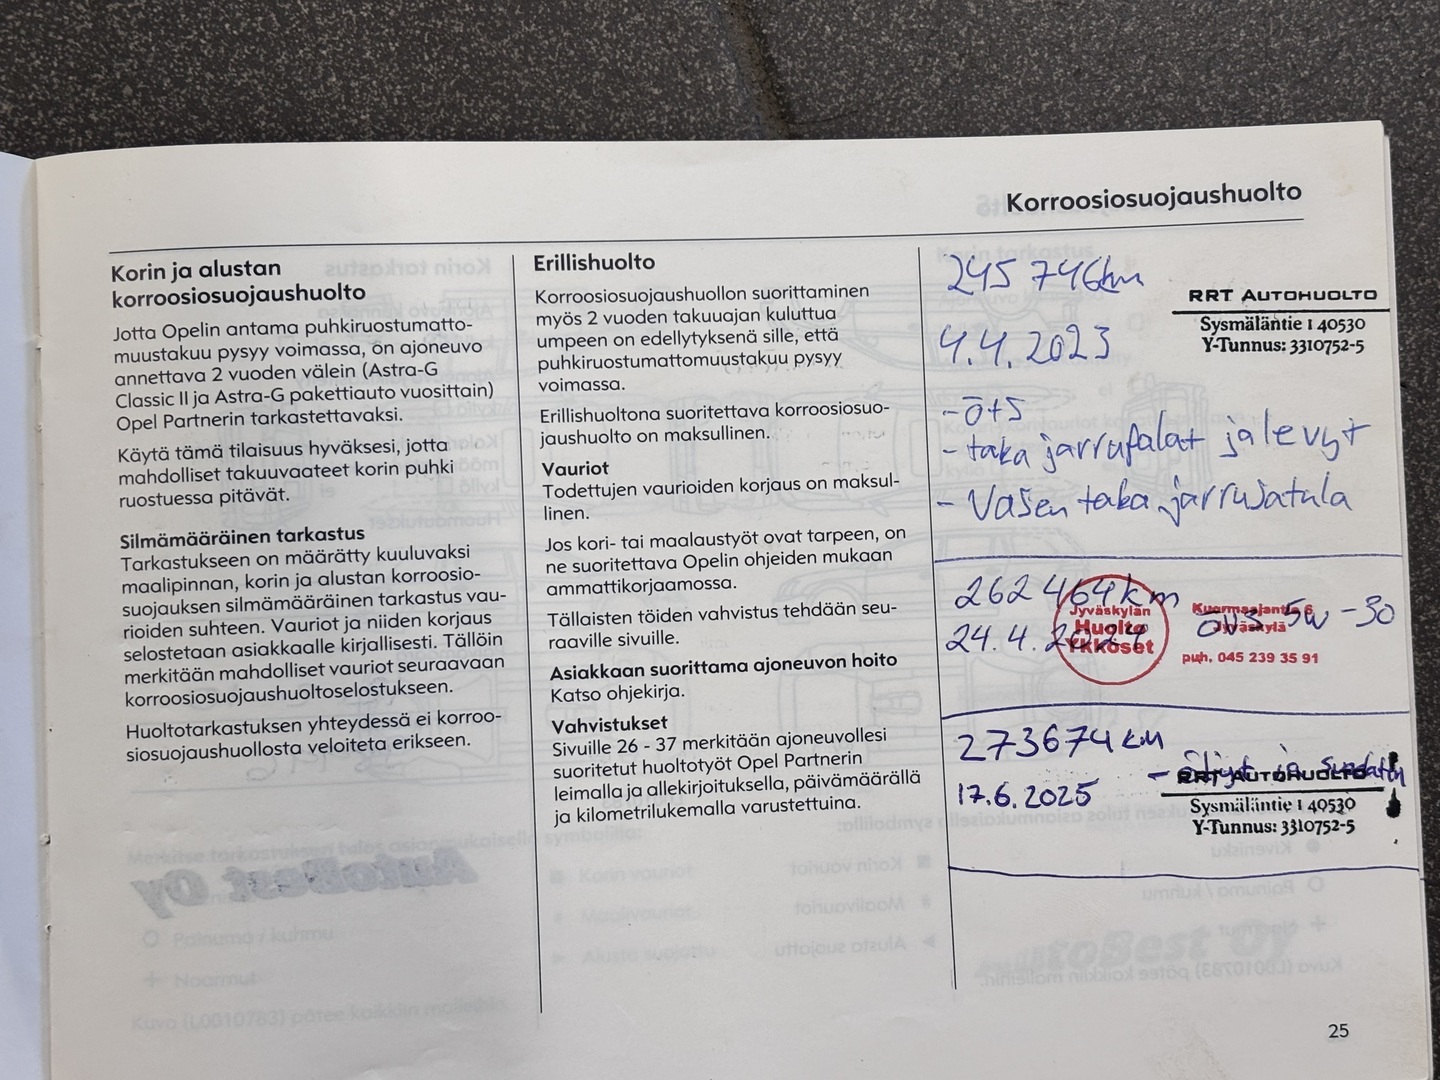 Korroosiosuojaushuolto
Korin ja alustan
korroosiosuojaushuolto
Jotta Opelin antama puhkiruostumatto-
muustakuu pysyy voimassa, on ajoneuvo
annettava 2 vuoden välein (Astra-G
Classic II ja Astra-G pakettiauto vuosittain)
Opel Partnerin tarkastettavaksi.
Käytä tämä tilaisuus hyväksesi, jotta
mahdolliset takuuvaateet korin puhki
ruostuessa pitävät.
Silmämääräinen tarkastus
Tarkastukseen on määrätty kuuluvaksi
maalipinnan, korin ja alustan korroosio-
suojauksen silmämääräinen tarkastus vau-
rioiden suhteen. Vauriot ja niiden korjaus
selostetaan asiakkaalle kirjallisesti. Tällöin
merkitään mahdolliset vauriot seuraavaan
korroosiosuojaushuoltoselostukseen.
Huoltotarkastuksen yhteydessä ei korroo-
siosuojaushuollosta veloiteta erikseen.
Erillishuolto
Korroosiosuojaushuollon suorittaminen
myös 2 vuoden takuuajan kuluttua
umpeen on edellytyksenä sille, että
puhkiruostumattomuustakuu pysyy
voimassa.
Erillishuoltona suoritettava korroosiosuo-
jaushuolto on maksullinen.
Vauriot
Todettujen vaurioiden korjaus on maksul-
linen.
Jos kori- tai maalaustyöt ovat tarpeen, on
ne suoritettava Opelin ohjeiden mukaan
ammattikorjaamossa.
Tällaisten töiden vahvistus tehdään seu-
raaville sivuille.
Asiakkaan suorittama ajoneuvon hoito
Katso ohjekirja.
Vahvistukset
Sivuille 26 - 37 merkitään ajoneuvollesi
suoritetut huoltotyöt Opel Partnerin
leimalla ja allekirjoituksella, päivämäärällä
ja kilometrilukemalla varustettuina.
245 746km
RRT AUTOHUOLTO
Sysmäläntie 1 40530
Y-Tunnus: 3310752-5
4.4.2023
- ö+s
- taka jarrupalat ja levyt
- Vasen taka jarrusatula
262 464km
24.4.2024
Jyväskylän
Huolto
Ykköset
Jyväskylä
puh. 045 239 35 91
5w-30
273674km
17.6.2025
RRT AUTOHUOLTO
Sysmäläntie 1 40530
Y-Tunnus: 3310752-5
25